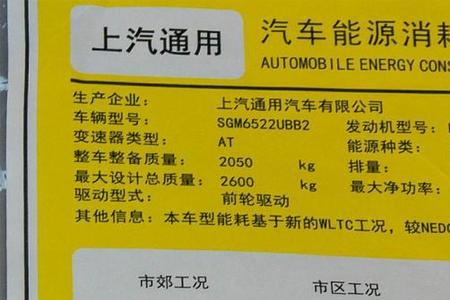 上汽通用
汽车能源消耗
AUTOMOBILE ENERGY CONS
生产企业： 上汽通用汽车有限公司
车辆型号： SGM6522UBB2 发动机型号：
变速器类型： AT 能源种类：
整车整备质量： 2050 kg 排量：
最大设计总质量： 2600 kg 最大净功率：
驱动型式： 前轮驱动
其他信息：本车型能耗基于新的WLTC工况，较NEDC
市郊工况 市区工况